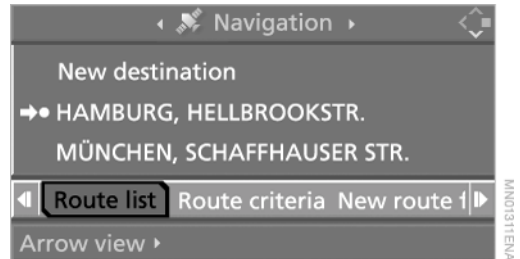 Navigation
New destination
HAMBURG, HELLBROOKSTR.
MÜNCHEN, SCHAFFHAUSER STR.
Route list Route criteria New route
Arrow view
MN01311ENA